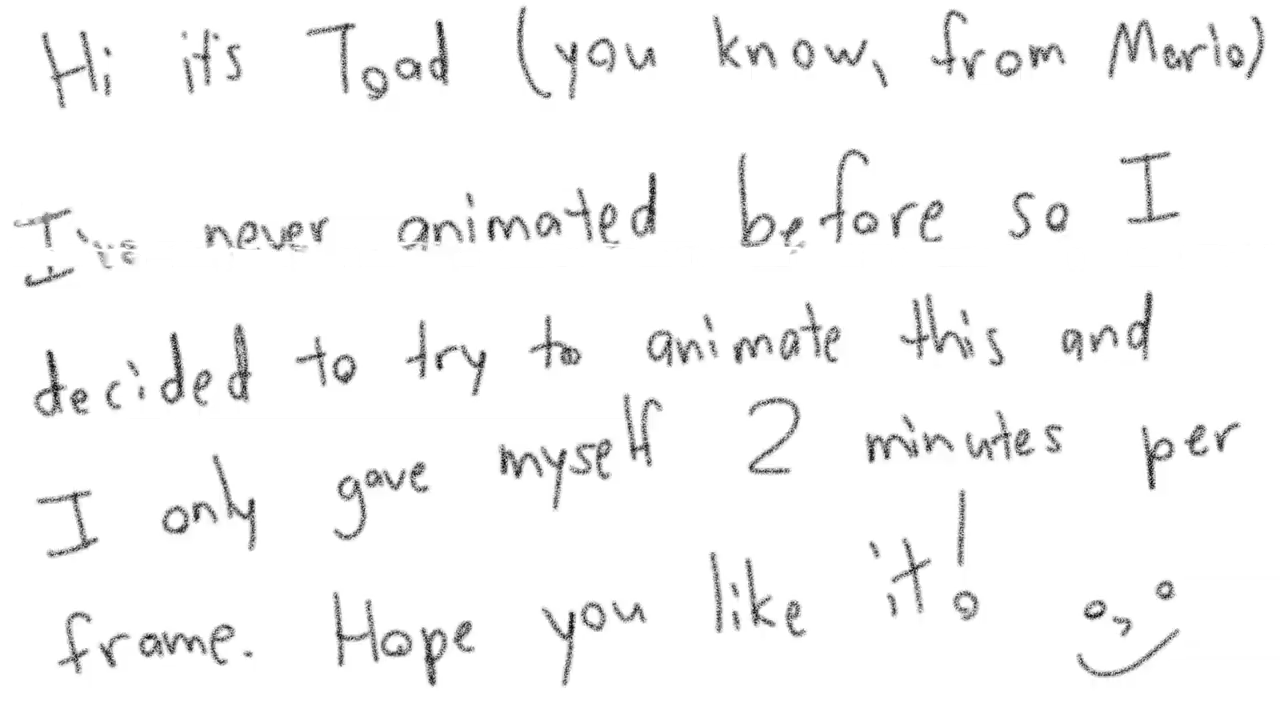 Hi it's Toad (you know, from Mario)
I've never animated before so I
decided to try to animate this and
I only gave myself 2 minutes per
frame. Hope you like it!